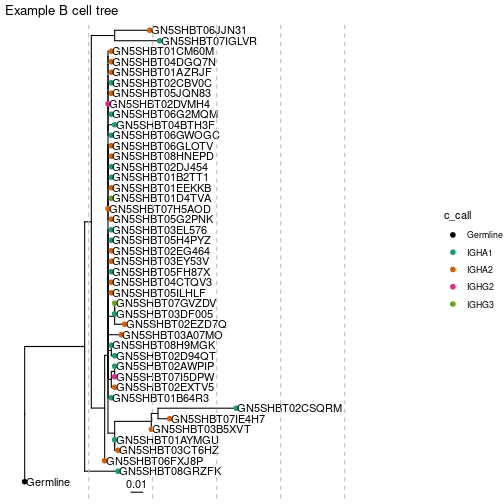 Example B cell tree
GN5SHBT06JJN31
GN5SHBT07IGLVR
GN5SHBT01CM60M
GN5SHBT04DGQ7N
GN5SHBT01AZRJF
GN5SHBT02CBV0C
GN5SHBT05JQN83
GN5SHBT02DVMH4
GN5SHBT06G2MQM
GN5SHBT04BTH3F
GN5SHBT06GWOGC
GN5SHBT06GLOTV
GN5SHBT08HNEPD
GN5SHBT02DJ454
GN5SHBT01B2TT1
GN5SHBT01EEKKB
GN5SHBT01D4TVA
GN5SHBT07H5AOD
GN5SHBT05G2PNK
GN5SHBT03EL576
GN5SHBT05H4PYZ
GN5SHBT02EG464
GN5SHBT03EY53V
GN5SHBT05FH87X
GN5SHBT04CTQV3
GN5SHBT05ILHLF
GN5SHBT07GVZDV
GN5SHBT03DF005
GN5SHBT02EZD7Q
GN5SHBT03A07MO
GN5SHBT08H9MGK
GN5SHBT02D94QT
GN5SHBT02AWPIP
GN5SHBT07I5DPW
GN5SHBT02EXTV5
GN5SHBT01B64R3
GN5SHBT02CSQRM
GN5SHBT07IE4H7
GN5SHBT03B5XVT
GN5SHBT01AYMGU
GN5SHBT03CT6HZ
GN5SHBT06FXJ8P
GN5SHBT08GRZFK
Germline
0.01
c_call
Germline
IGHA1
IGHA2
IGHG2
IGHG3